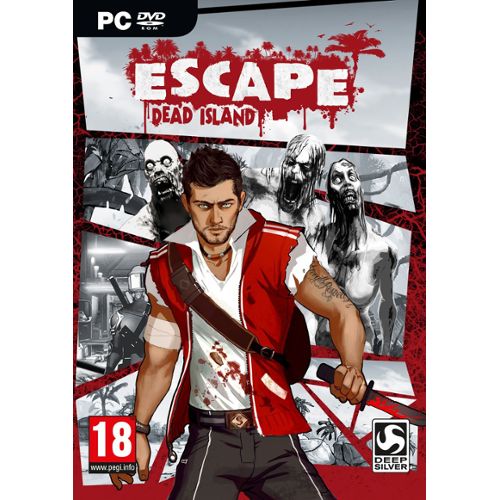 PC DVD
ROM
ESCAPE
DEAD ISLAND
18
www.pegi.info
DEEP
SILVER